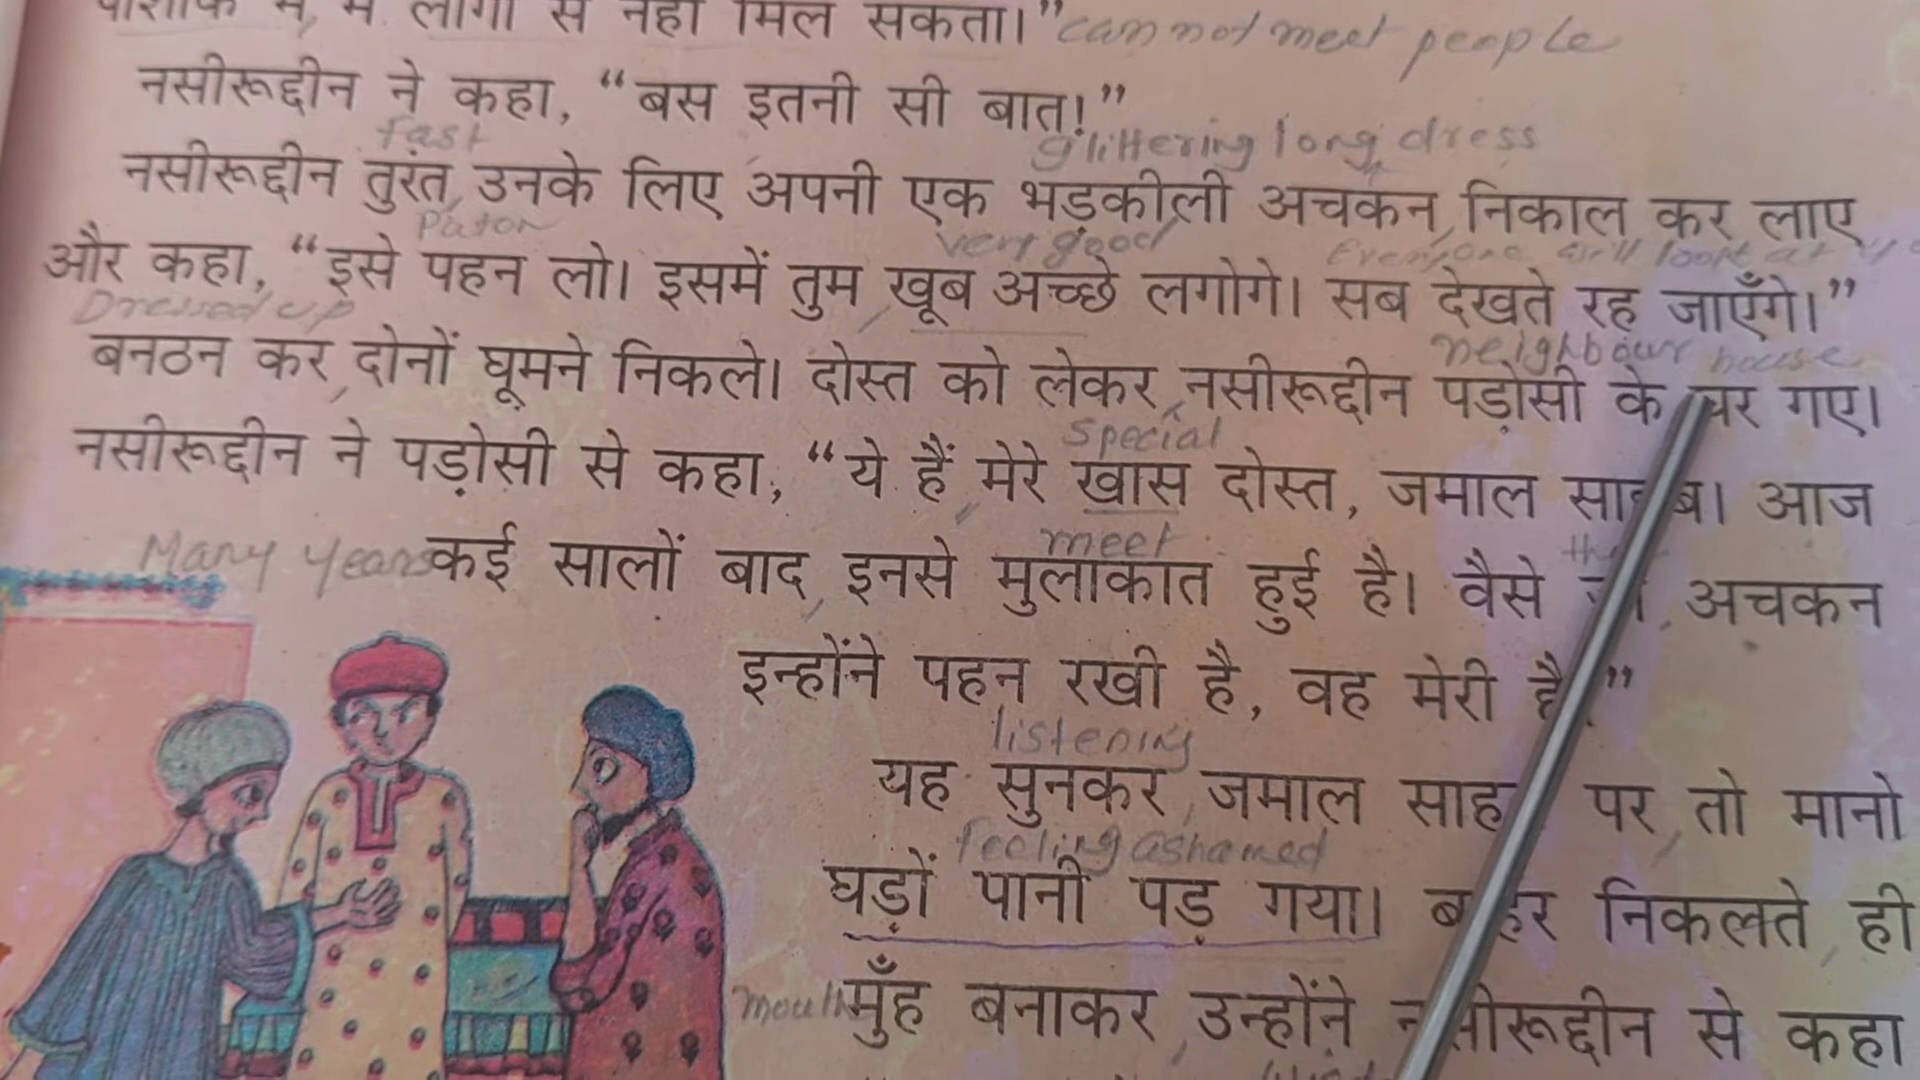 में, मैं लोगों से नहीं मिल सकता।” cannot meet people
नसीरूद्दीन ने कहा, “बस इतनी सी बात!”
fast glittering long dress
नसीरूद्दीन तुरंत उनके लिए अपनी एक भड़कीली अचकन निकाल कर लाए
Puton very good Everyone will look at
और कहा, “इसे पहन लो। इसमें तुम खूब अच्छे लगोगे। सब देखते रह जाएँगे।”
Dressed up neighbour house
बनठन कर दोनों घूमने निकले। दोस्त को लेकर नसीरूद्दीन पड़ोसी के घर गए।
special
नसीरूद्दीन ने पड़ोसी से कहा, “ये हैं मेरे खास दोस्त, जमाल साहब। आज
meet
Many years कई सालों बाद इनसे मुलाकात हुई है। वैसे अचकन
इन्होंने पहन रखी है, वह मेरी है।”
listening
यह सुनकर जमाल साहब पर तो मानो
feeling ashamed
घड़ों पानी पड़ गया। बाहर निकलते ही
mouth मुँह बनाकर उन्होंने नसीरूद्दीन से कहा